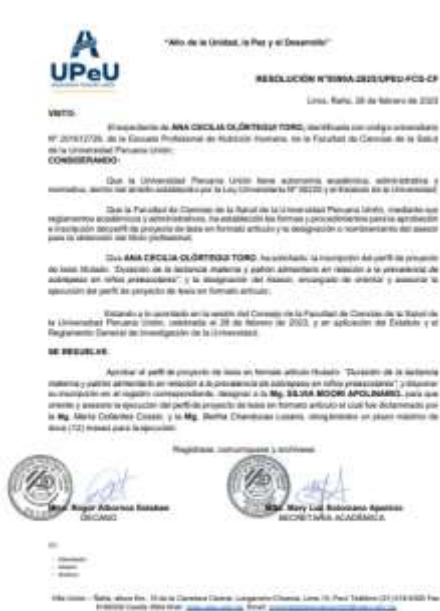 UPeU
"Año de la Unidad, la Paz y el Desarrollo"
RESOLUCIÓN
Lima, Ñaña, 28 de febrero de 2023
VISTO:
El expediente de ANA CECILIA OLÓRTEGUI TORO, identificada con código universitario
de la Escuela Profesional de Nutrición Humana, de la Facultad de Ciencias de la Salud
de la Universidad Peruana Unión;
CONSIDERANDO:
Que la Universidad Peruana Unión tiene autonomía académica, administrativa y
normativa, dentro del ámbito establecido por la Ley Universitaria N° 30220 y el Estatuto de la Universidad;
Que la Facultad de Ciencias de la Salud de la Universidad Peruana Unión, mediante sus
reglamentos académicos y administrativos, ha establecido las formas y procedimientos para la aprobación
e inscripción del perfil de proyecto de tesis en formato artículo y la designación o nombramiento del asesor
para la obtención del título profesional;
Que ANA CECILIA OLÓRTEGUI TORO, ha solicitado, la inscripción del perfil de proyecto
de tesis titulado: "Duración de la lactancia materna y patrón alimentario en relación a la prevalencia de
sobrepeso en niños preescolares", y la designación del Asesor, encargado de orientar y asesorar la
ejecución del perfil de proyecto de tesis en formato artículo;
Estando a lo acordado en la sesión del Consejo de la Facultad de Ciencias de la Salud de
la Universidad Peruana Unión, celebrada el 28 de febrero de 2023, y en aplicación del Estatuto y el
Reglamento General de Investigación de la Universidad;
SE RESUELVE:
Aprobar el perfil de proyecto de tesis en formato artículo titulado: "Duración de la lactancia
materna y patrón alimentario en relación a la prevalencia de sobrepeso en niños preescolares", y disponer
su inscripción en el registro correspondiente, designar a la Mg. SILVIA MOORI APOLINARIO, para que
oriente y asesore la ejecución del perfil de proyecto de tesis en formato artículo el cual fue dictaminado por
la Mg. María Collantes Cossío, y la Mg. Bertha Chanducas Lozano, otorgándoles un plazo máximo de
doce (12) meses para la ejecución.
Regístrese, comuníquese y archívese.
Roger Albornoz Esteban
DECANO
Mary Luz Solorzano Aparicio
SECRETARIA ACADÉMICA